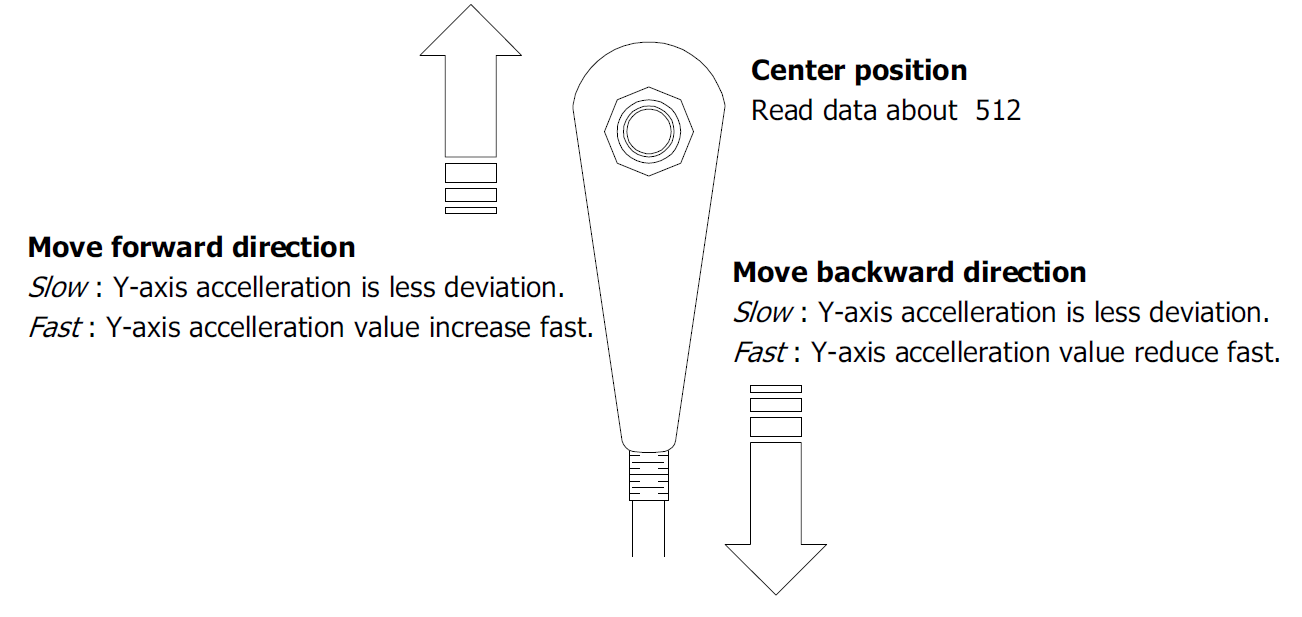 Center position
Read data about 512
Move forward direction
Slow : Y-axis accelleration is less deviation.
Fast : Y-axis accelleration value increase fast.
Move backward direction
Slow : Y-axis accelleration is less deviation.
Fast : Y-axis accelleration value reduce fast.